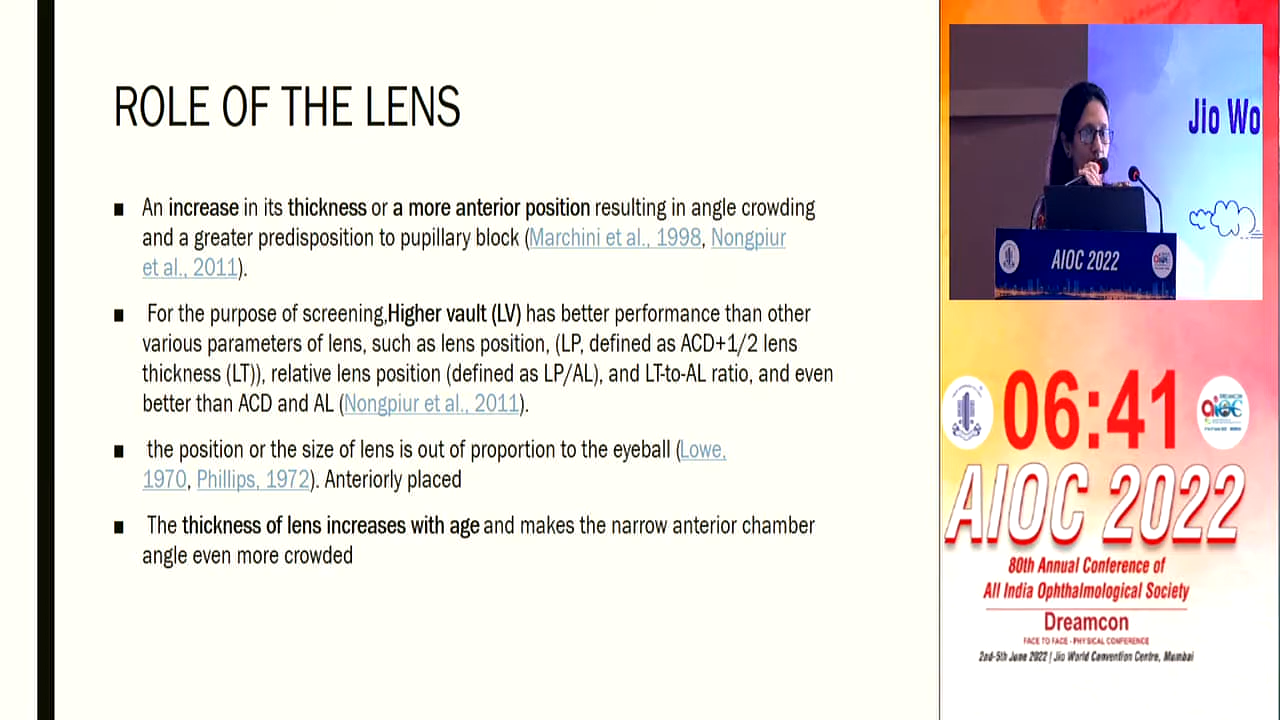 ROLE OF THE LENS
■ An increase in its thickness or a more anterior position resulting in angle crowding
and a greater predisposition to pupillary block (Marchini et al., 1998, Nongpiur
et al., 2011).
■ For the purpose of screening,Higher vault (LV) has better performance than other
various parameters of lens, such as lens position, (LP, defined as ACD+1/2 lens
thickness (LT)), relative lens position (defined as LP/AL), and LT-to-AL ratio, and even
better than ACD and AL (Nongpiur et al., 2011).
■ the position or the size of lens is out of proportion to the eyeball (Lowe,
1970, Phillips, 1972). Anteriorly placed
■ The thickness of lens increases with age and makes the narrow anterior chamber
angle even more crowded
Jio Wo
AIOC 2022
06:41
AIOC 2022
80th Annual Conference of
All India Ophthalmological Society
Dreamcon
FACE TO FACE - PHYSICAL CONFERENCE
2nd-5th June 2022 | Jio World Convention Centre, Mumbai